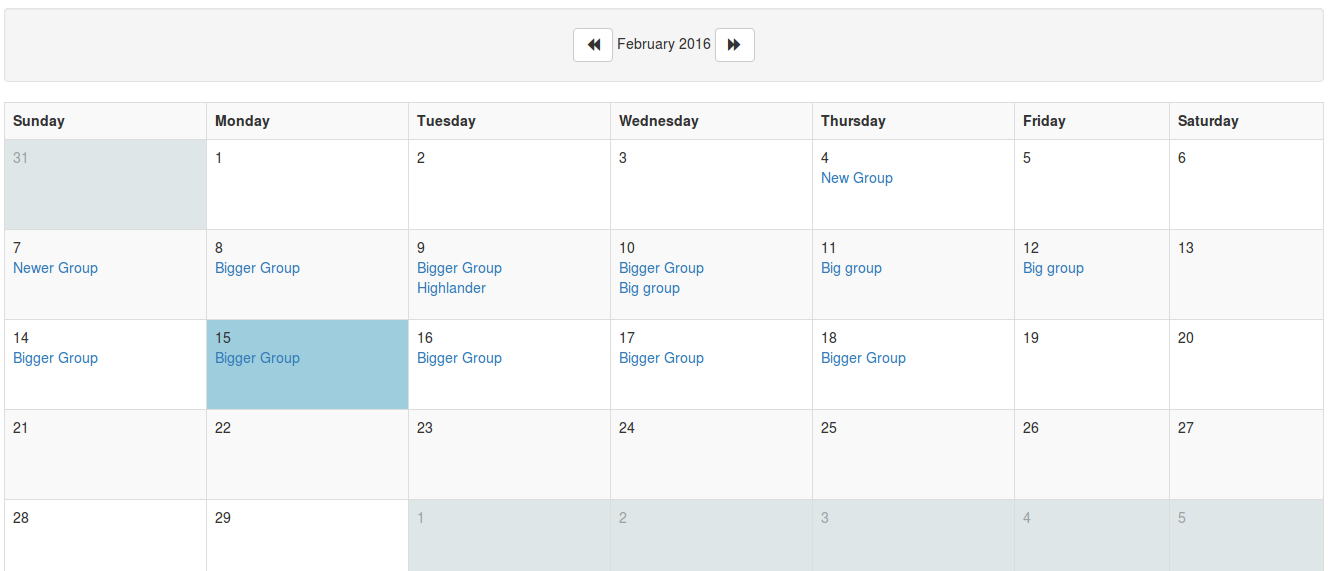 February 2016
Sunday Monday Tuesday Wednesday Thursday Friday Saturday
31 1 2 3 4 5 6
New Group
7 8 9 10 11 12 13
Newer Group Bigger Group Bigger Group Bigger Group Big group Big group
Highlander Big group
14 15 16 17 18 19 20
Bigger Group Bigger Group Bigger Group Bigger Group Bigger Group
21 22 23 24 25 26 27
28 29 1 2 3 4 5